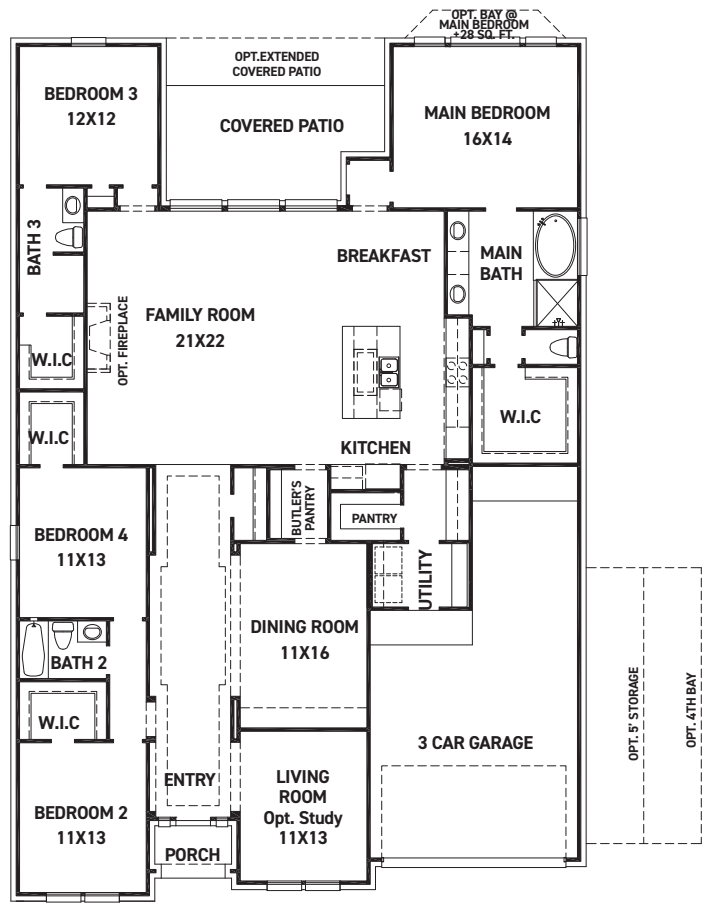 OPT. BAY @
MAIN BEDROOM
+28 SQ. FT.
OPT.EXTENDED
COVERED PATIO
BEDROOM 3
12X12
COVERED PATIO
MAIN BEDROOM
16X14
BATH 3
BREAKFAST
MAIN
BATH
FAMILY ROOM
21X22
OPT. FIREPLACE
W.I.C
W.I.C
W.I.C
KITCHEN
BUTLER'S
PANTRY
PANTRY
BEDROOM 4
11X13
UTILITY
DINING ROOM
11X16
BATH 2
W.I.C
OPT. 5' STORAGE
OPT. 4TH BAY
3 CAR GARAGE
ENTRY
LIVING
ROOM
Opt. Study
11X13
BEDROOM 2
11X13
PORCH